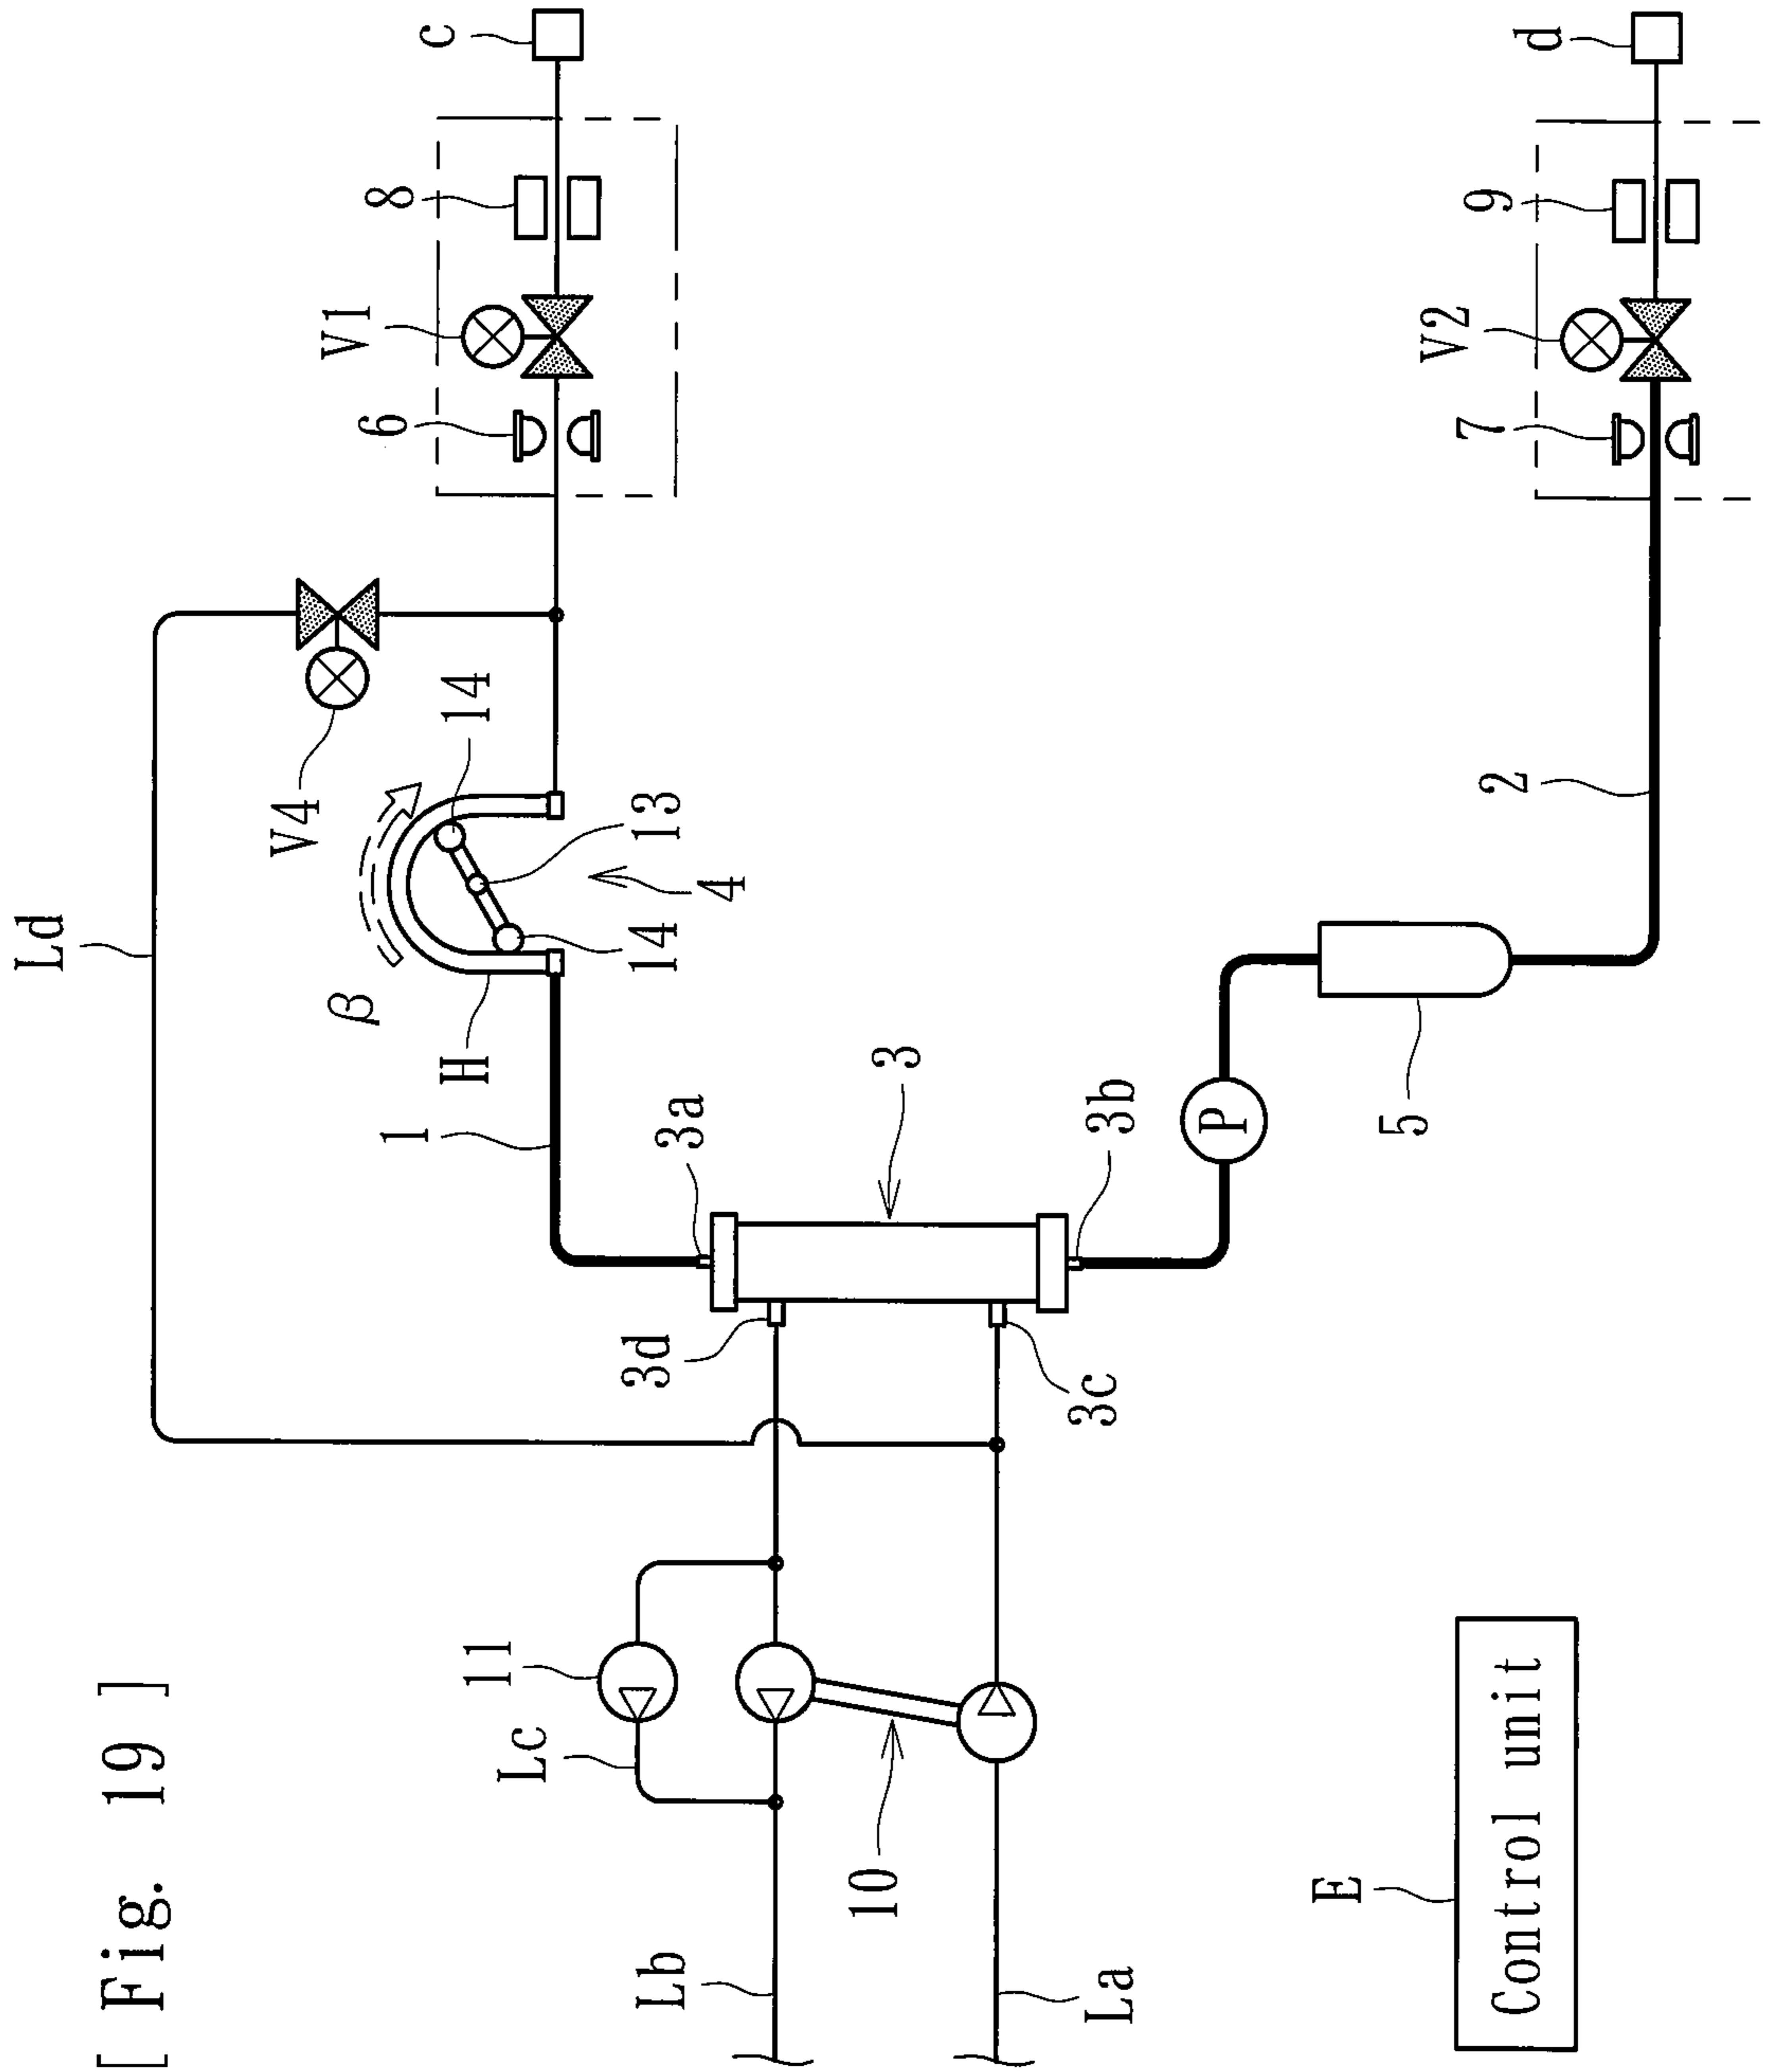 [ Fig. 19 ]
Ld
V4
β
V1
6
8
1
c
H
14
11
Lc
Lb
3d
14
13
3a
4
10
3
3c
La
3b
P
E
5
V2
7
9
2
Control unit
d